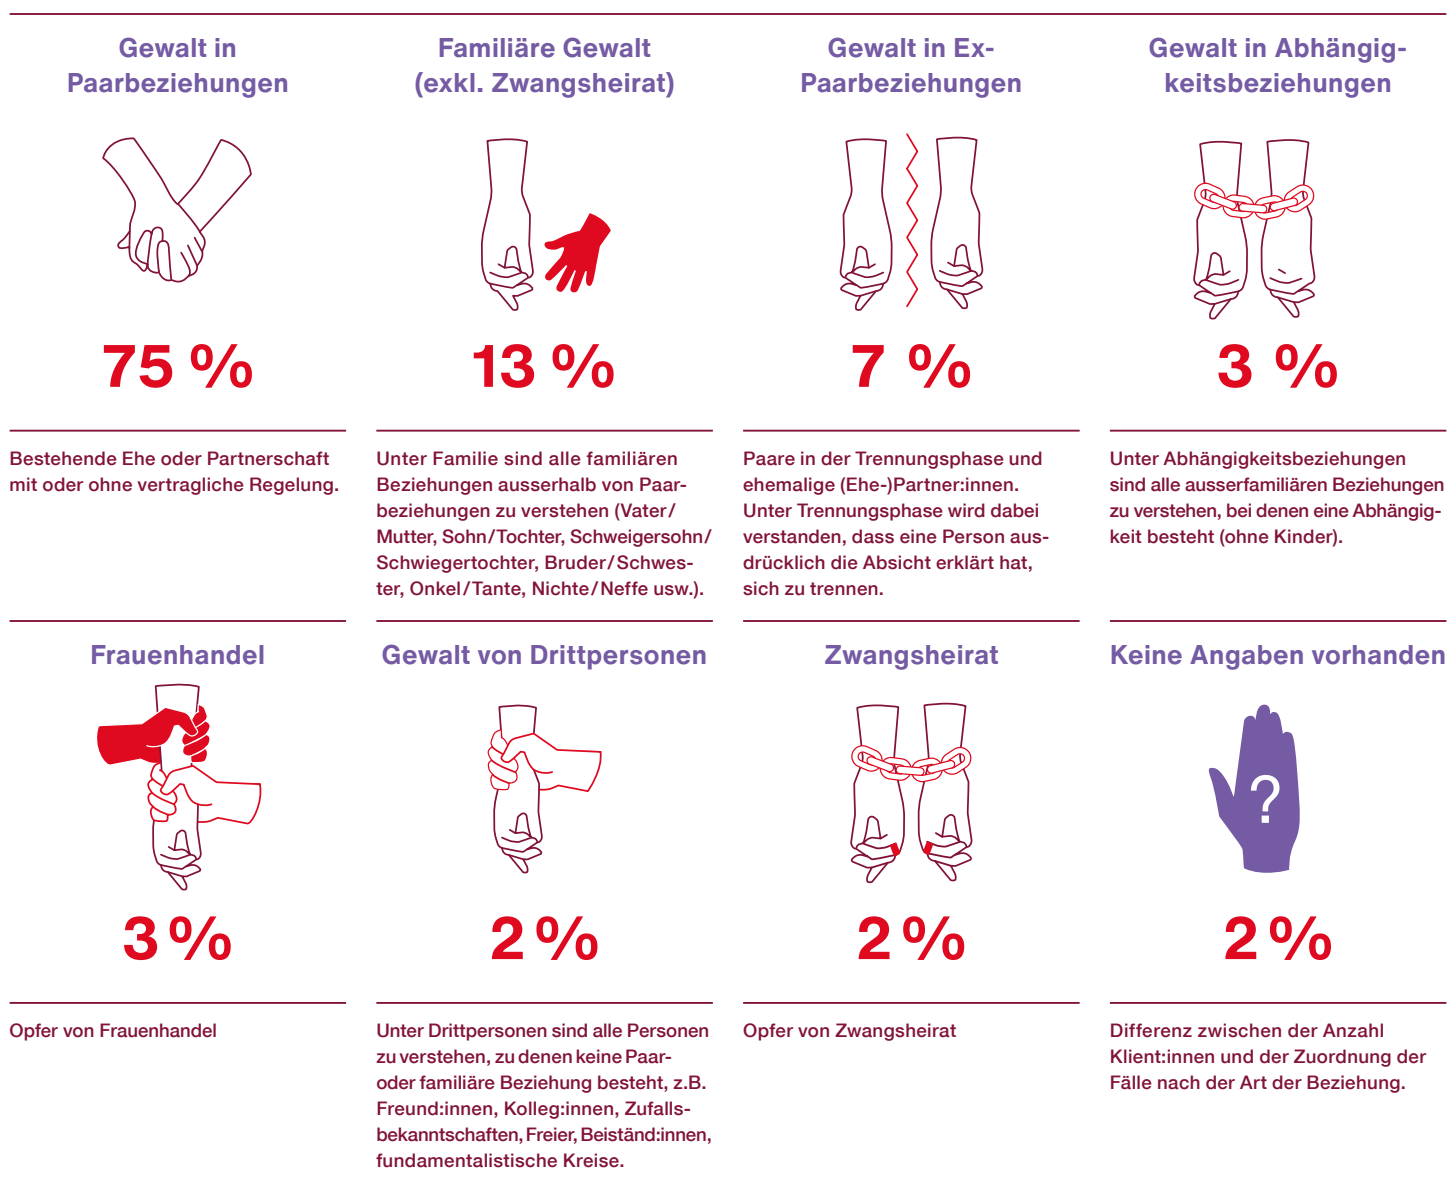 Gewalt in
Paarbeziehungen
75 %
Bestehende Ehe oder Partnerschaft
mit oder ohne vertragliche Regelung.
Familiäre Gewalt
(exkl. Zwangsheirat)
13 %
Unter Familie sind alle familiären
Beziehungen ausserhalb von Paar-
beziehungen zu verstehen (Vater/
Mutter, Sohn/Tochter, Schweigersohn/
Schwiegertochter, Bruder/Schwes-
ter, Onkel/Tante, Nichte/Neffe usw.).
Gewalt in Ex-
Paarbeziehungen
7 %
Paare in der Trennungsphase und
ehemalige (Ehe-)Partner:innen.
Unter Trennungsphase wird dabei
verstanden, dass eine Person aus-
drücklich die Absicht erklärt hat,
sich zu trennen.
Gewalt in Abhängig-
keitsbeziehungen
3 %
Unter Abhängigkeitsbeziehungen
sind alle ausserfamiliären Beziehungen
zu verstehen, bei denen eine Abhängig-
keit besteht (ohne Kinder).
Frauenhandel
3 %
Opfer von Frauenhandel
Gewalt von Drittpersonen
2 %
Unter Drittpersonen sind alle Personen
zu verstehen, zu denen keine Paar-
oder familiäre Beziehung besteht, z.B.
Freund:innen, Kolleg:innen, Zufalls-
bekanntschaften, Freier, Beiständ:innen,
fundamentalistische Kreise.
Zwangsheirat
2 %
Opfer von Zwangsheirat
Keine Angaben vorhanden
?
2 %
Differenz zwischen der Anzahl
Klient:innen und der Zuordnung der
Fälle nach der Art der Beziehung.